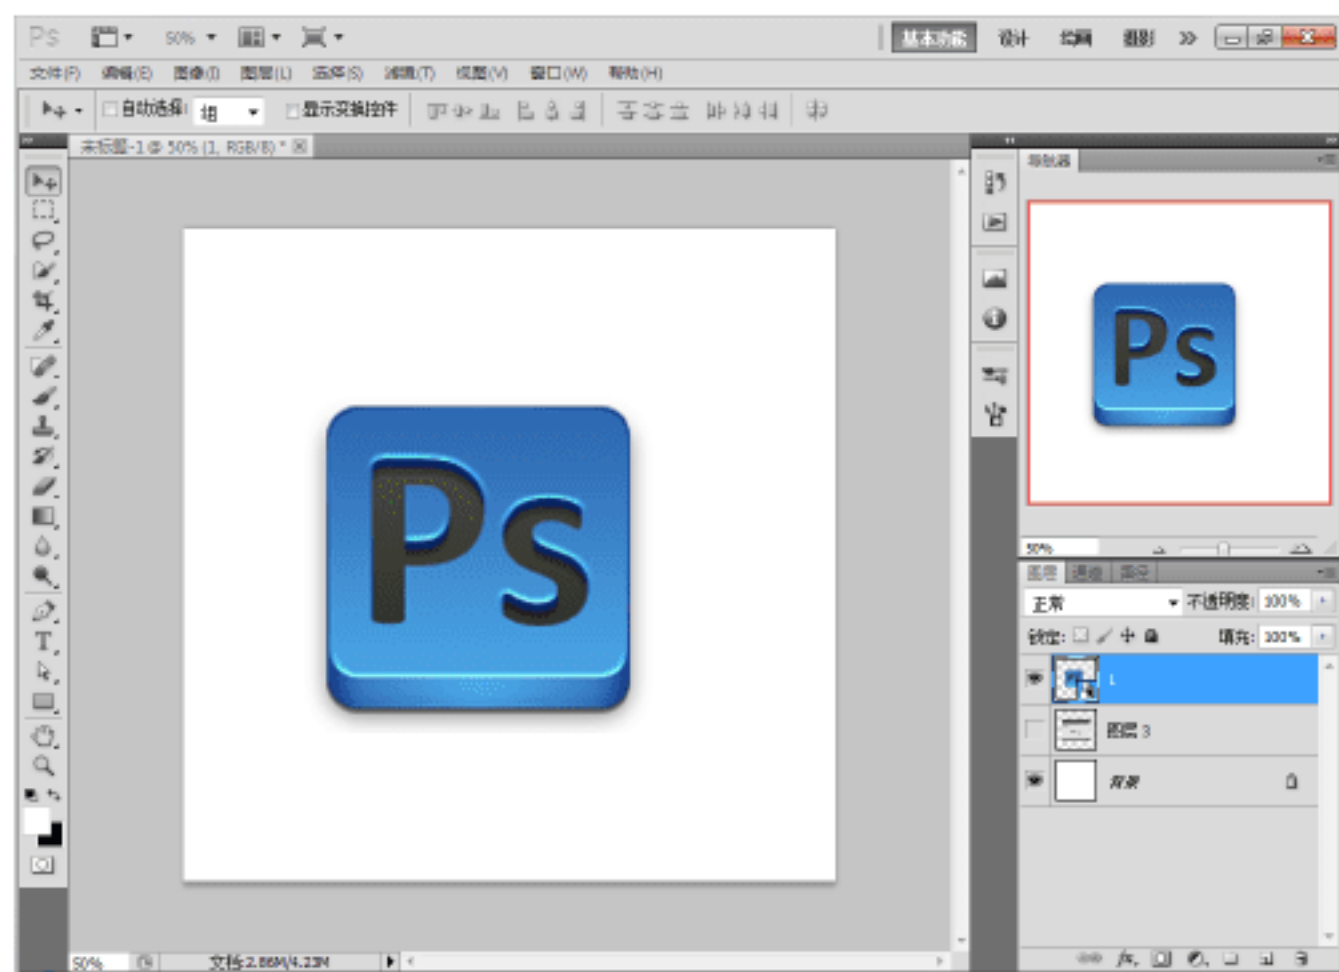 Ps 50% 基本功能 设计 绘画 摄影
文件(F) 编辑(E) 图像(I) 图层(L) 选择(S) 滤镜(T) 视图(V) 窗口(W) 帮助(H)
自动选择: 组 显示变换控件
未标题-1 @ 50% (1, RGB/8) *
导航器
Ps
Ps
50%
图层 通道 路径
正常 不透明度: 100%
锁定: 填充: 100%
1
图层 3
背景
50% 文档:2.86M/4.23M